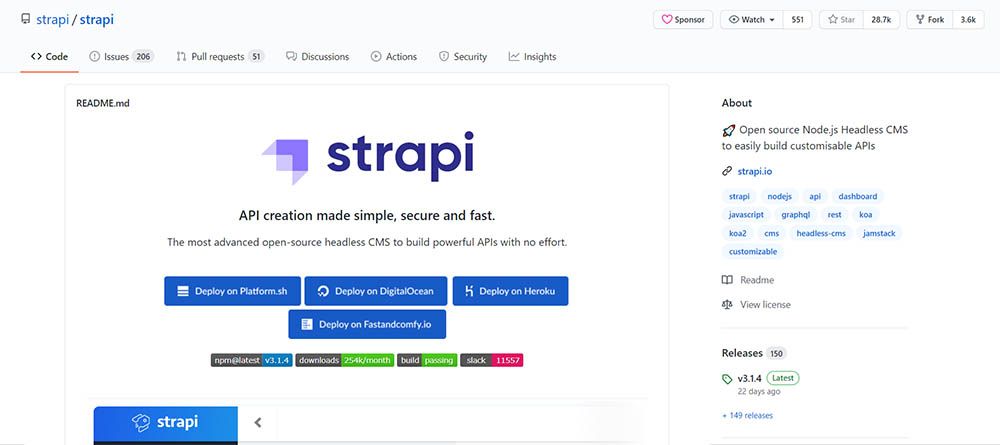 strapi / strapi
Sponsor Watch 551 Star 28.7k Fork 3.6k
Code Issues 206 Pull requests 51 Discussions Actions Security Insights
README.md
strapi
API creation made simple, secure and fast.
The most advanced open-source headless CMS to build powerful APIs with no effort.
Deploy on Platform.sh Deploy on DigitalOcean Deploy on Heroku
Deploy on Fastandcomfy.io
npm@latest v3.1.4 downloads 254k/month build passing slack 11557
strapi
About
Open source Node.js Headless CMS
to easily build customisable APIs
strapi.io
strapi nodejs api dashboard
javascript graphql rest koa
koa2 cms headless-cms jamstack
customizable
Readme
View license
Releases 150
v3.1.4 Latest
22 days ago
+ 149 releases